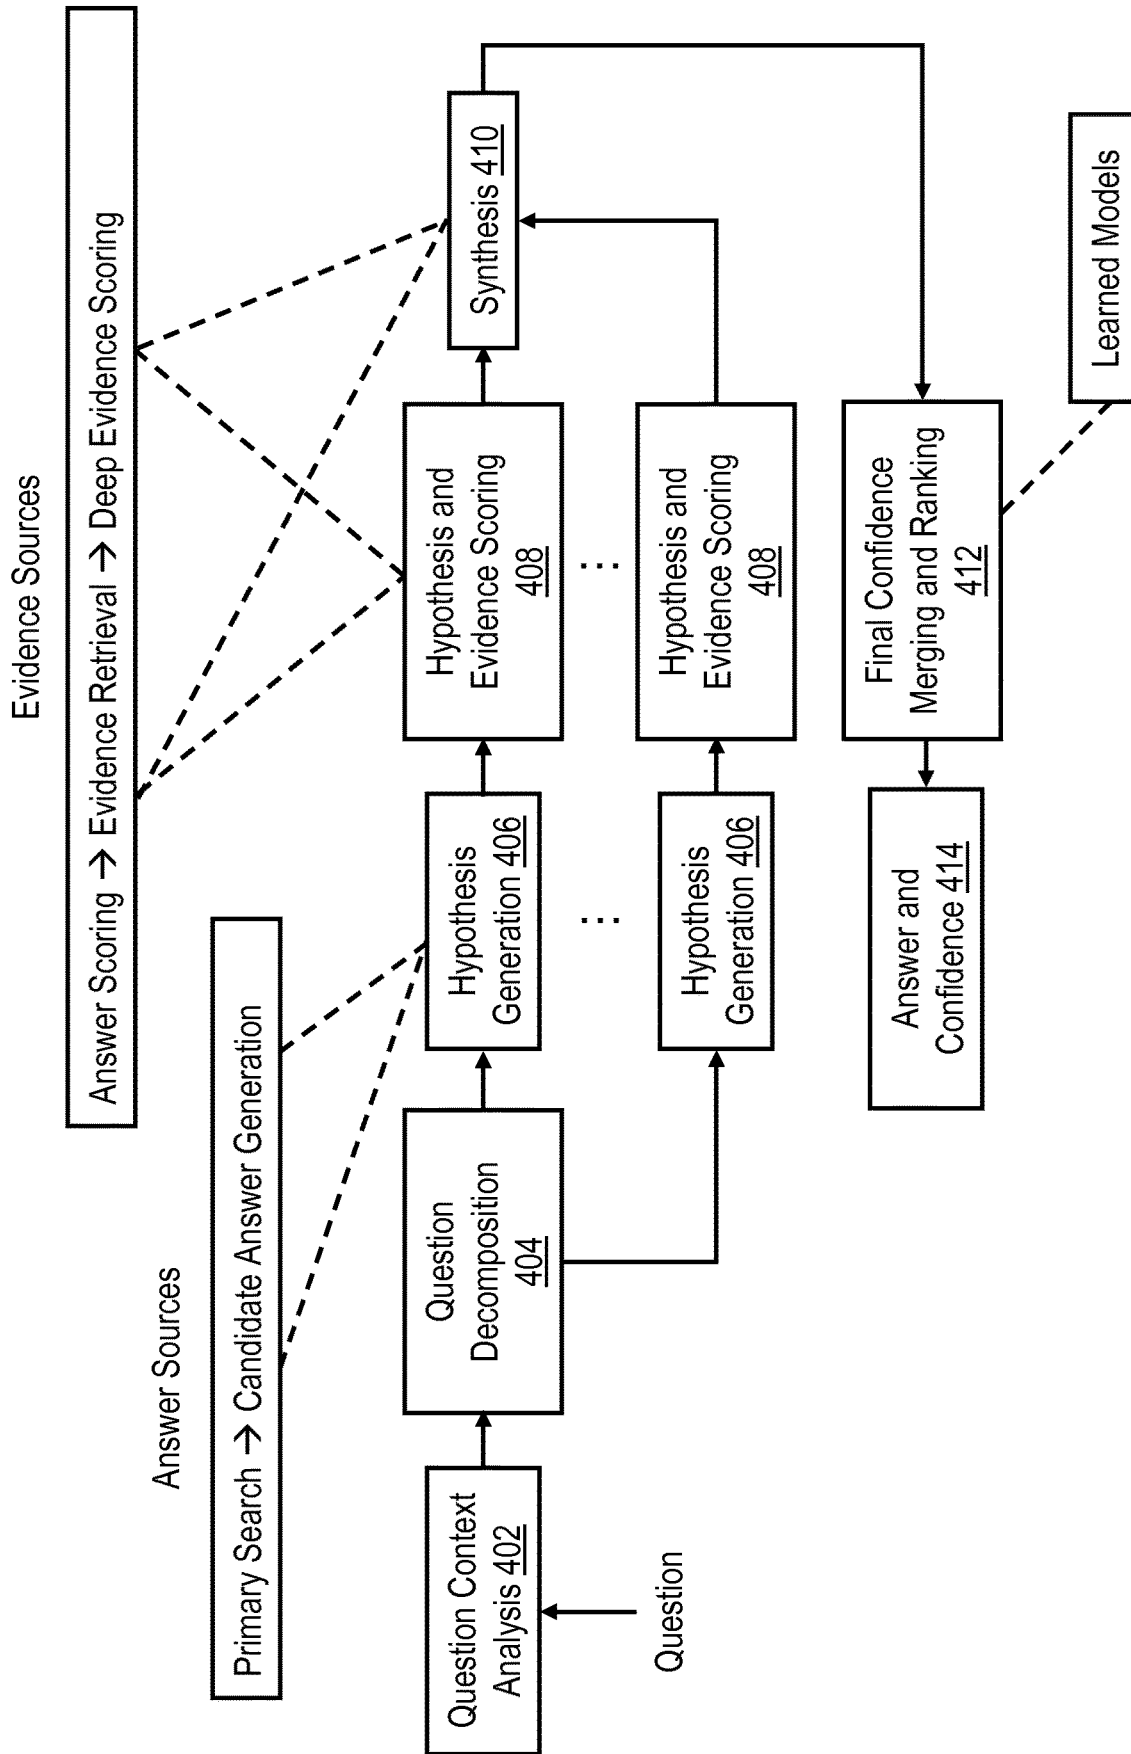 Evidence Sources
Answer Scoring → Evidence Retrieval → Deep Evidence Scoring
Answer Sources
Primary Search → Candidate Answer Generation
Question Context
Analysis 402
Question
Question
Decomposition
404
Hypothesis
Generation 406
Hypothesis and
Evidence Scoring
408
Synthesis 410
...
...
Hypothesis
Generation 406
Hypothesis and
Evidence Scoring
408
Answer and
Confidence 414
Final Confidence
Merging and Ranking
412
Learned Models